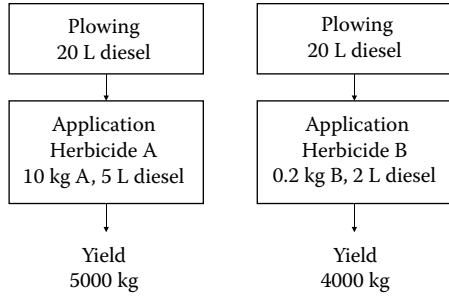 Plowing
20 L diesel
Application
Herbicide A
10 kg A, 5 L diesel
Yield
5000 kg
Plowing
20 L diesel
Application
Herbicide B
0.2 kg B, 2 L diesel
Yield
4000 kg